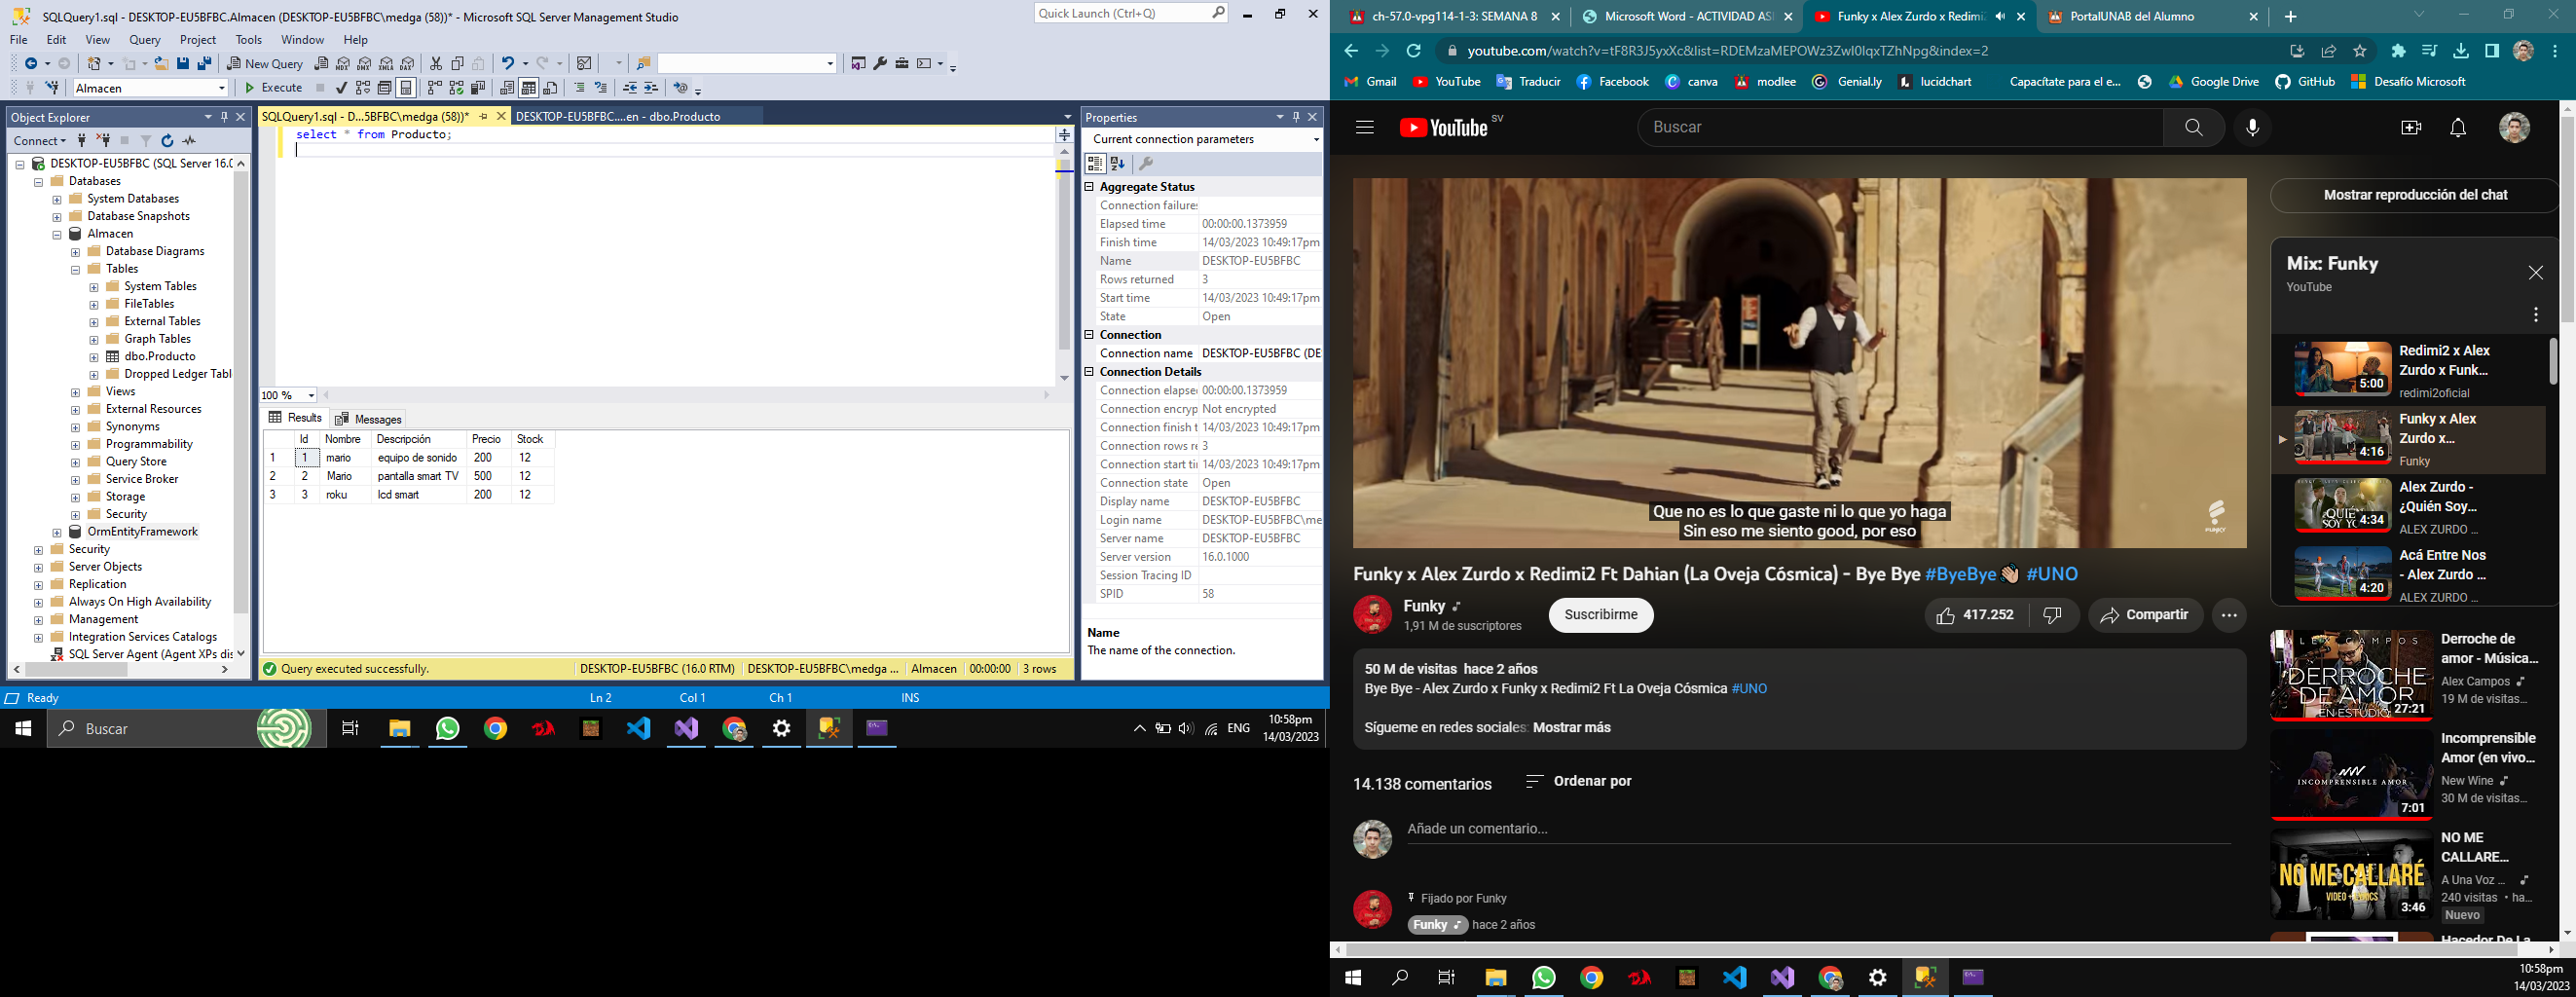 SQLQuery1.sql - DESKTOP-EU5BFBC.Almacen (DESKTOP-EU5BFBC\medga (58))* - Microsoft SQL Server Management Studio
Quick Launch (Ctrl+Q)
File Edit View Query Project Tools Window Help
New Query
Almacen
Execute
Object Explorer
Connect
DESKTOP-EU5BFBC (SQL Server 16.0
Databases
System Databases
Database Snapshots
Almacen
Database Diagrams
Tables
System Tables
FileTables
External Tables
Graph Tables
dbo.Producto
Dropped Ledger Tabl
Views
External Resources
Synonyms
Programmability
Query Store
Service Broker
Storage
Security
OrmEntityFramework
Security
Server Objects
Replication
Always On High Availability
Management
Integration Services Catalogs
SQL Server Agent (Agent XPs dis
SQLQuery1.sql - D...5BFBC\medga (58))*
DESKTOP-EU5BFBC....en - dbo.Producto
select * from Producto;
100 %
Results Messages
Id Nombre Descripción Precio Stock
1 1 mario equipo de sonido 200 12
2 2 Mario pantalla smart TV 500 12
3 3 roku lcd smart 200 12
Query executed successfully. DESKTOP-EU5BFBC (16.0 RTM) DESKTOP-EU5BFBC\medga ... Almacen 00:00:00 3 rows
Properties
Current connection parameters
Aggregate Status
Connection failures
Elapsed time 00:00:00.1373959
Finish time 14/03/2023 10:49:17pm
Name DESKTOP-EU5BFBC
Rows returned 3
Start time 14/03/2023 10:49:17pm
State Open
Connection
Connection name DESKTOP-EU5BFBC (DE
Connection Details
Connection elapse 00:00:00.1373959
Connection encryp Not encrypted
Connection finish t 14/03/2023 10:49:17pm
Connection rows re 3
Connection start ti 14/03/2023 10:49:17pm
Connection state Open
Display name DESKTOP-EU5BFBC
Login name DESKTOP-EU5BFBC\me
Server name DESKTOP-EU5BFBC
Server version 16.0.1000
Session Tracing ID
SPID 58
Name
The name of the connection.
Ready Ln 2 Col 1 Ch 1 INS
Buscar
ENG
10:58pm
14/03/2023
ch-57.0-vpg114-1-3: SEMANA 8
Microsoft Word - ACTIVIDAD AS
Funky x Alex Zurdo x Redimi
PortalUNAB del Alumno
youtube.com/watch?v=tF8R3J5yxXc&list=RDEMzaMEPOWz3Zwl0IqxTZhNpg&index=2
Gmail YouTube Traducir Facebook canva modlee Genial.ly lucidchart Capacítate para el e... Google Drive GitHub Desafío Microsoft
YouTube SV
Buscar
Que no es lo que gaste ni lo que yo haga
Sin eso me siento good, por eso
FUNKY
Funky x Alex Zurdo x Redimi2 Ft Dahian (La Oveja Cósmica) - Bye Bye #ByeBye👋🏽 #UNO
Funky
1,91 M de suscriptores
Suscribirme
417.252
Compartir
50 M de visitas hace 2 años
Bye Bye - Alex Zurdo x Funky x Redimi2 Ft La Oveja Cósmica #UNO
Sígueme en redes sociales: Mostrar más
14.138 comentarios
Ordenar por
Añade un comentario...
Fijado por Funky
Funky hace 2 años
Mostrar reproducción del chat
Mix: Funky
YouTube
5:00
Redimi2 x Alex
Zurdo x Funk...
redimi2oficial
4:16
Funky x Alex
Zurdo x...
Funky
¿QUIÉN
SOY YO
4:34
Alex Zurdo -
¿Quién Soy...
ALEX ZURDO ...
4:20
Acá Entre Nos
- Alex Zurdo ...
ALEX ZURDO ...
ALEX CAMPOS
DERROCHE
DE AMOR
EN ESTUDIO
27:21
Derroche de
amor - Música...
Alex Campos
19 M de visitas...
INCOMPRENSIBLE AMOR
7:01
Incomprensible
Amor (en vivo...
New Wine
30 M de visitas...
NO ME CALLARÉ
VIDEO + LYRICS
3:46
NO ME
CALLARE...
A Una Voz ...
240 visitas • ha...
Nuevo
Hacedor De La
10:58pm
14/03/2023